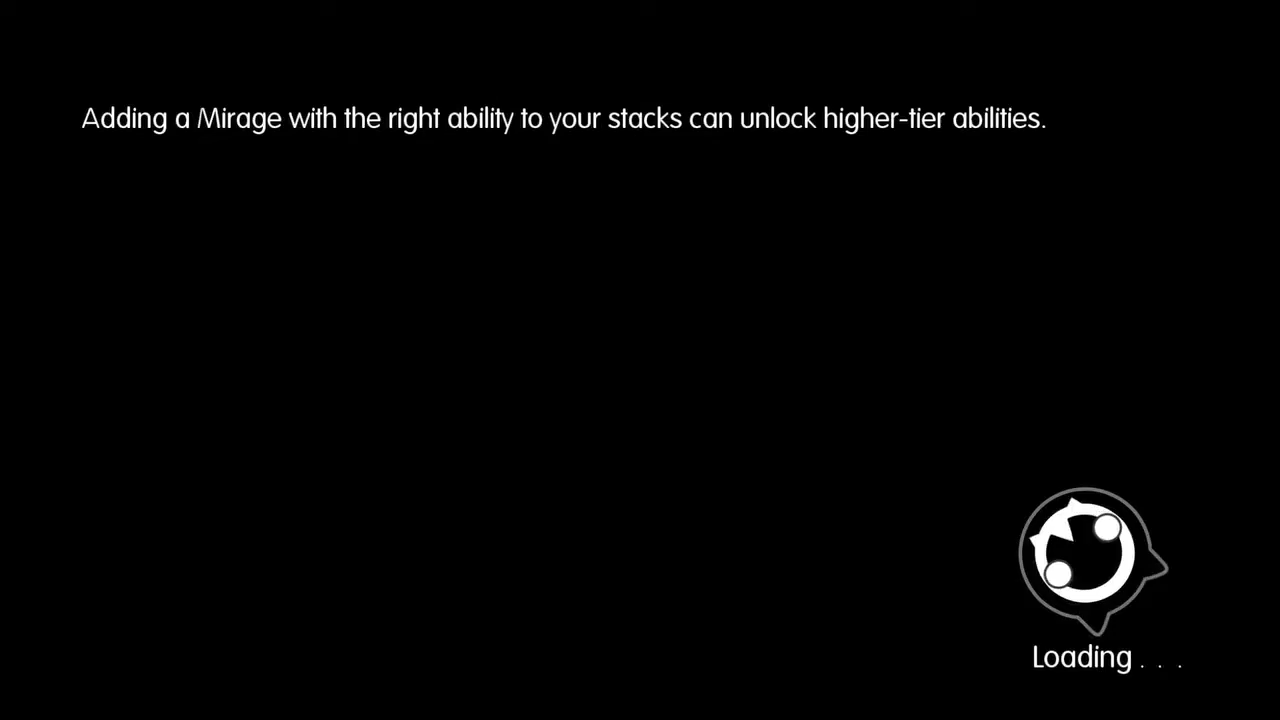 Adding a Mirage with the right ability to your stacks can unlock higher-tier abilities.
Loading . . .